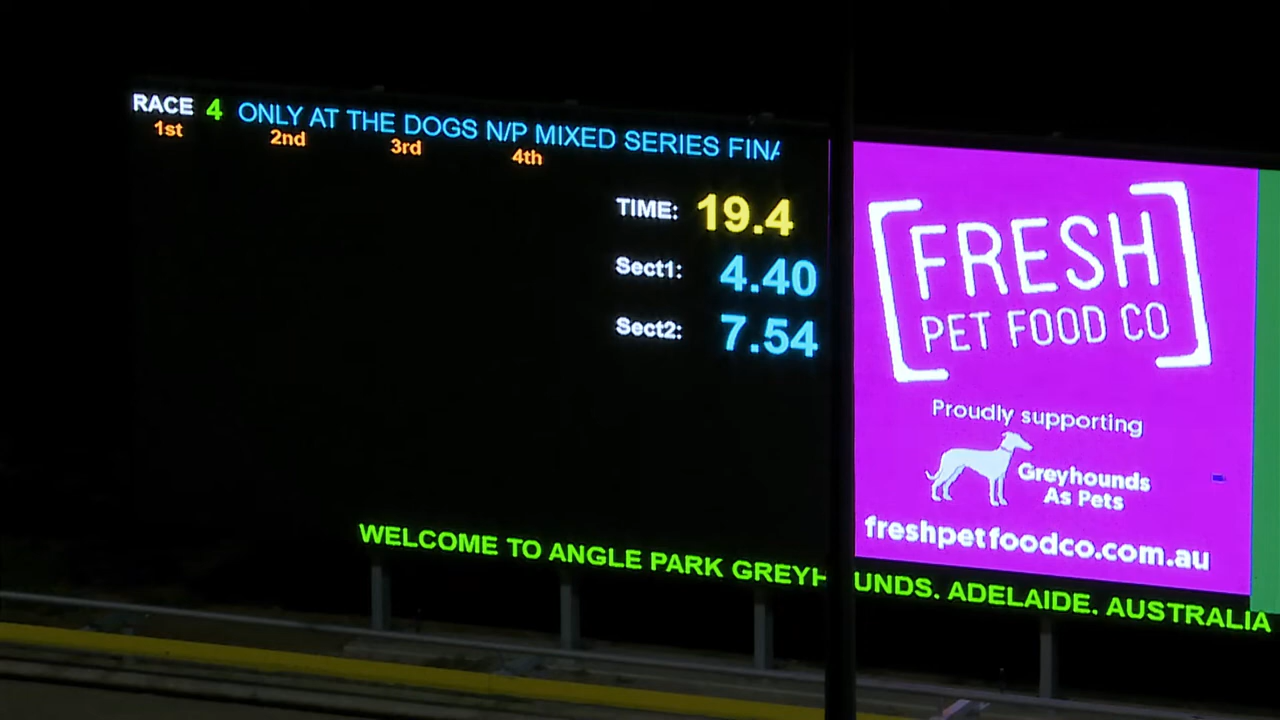 RACE 4 ONLY AT THE DOGS N/P MIXED SERIES FINA
1st 2nd 3rd 4th
TIME: 19.4
Sect1: 4.40
Sect2: 7.54
[FRESH
PET FOOD CO]
Proudly supporting
Greyhounds
As Pets
freshpetfoodco.com.au
WELCOME TO ANGLE PARK GREYHOUNDS. ADELAIDE. AUSTRALIA